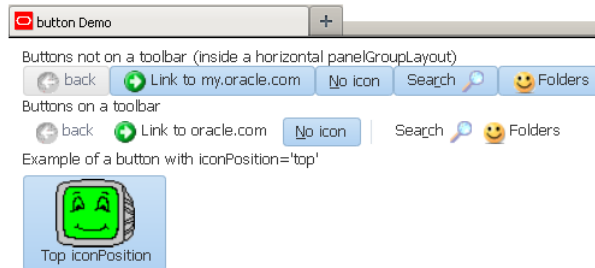 button Demo +
Buttons not on a toolbar (inside a horizontal panelGroupLayout)
back Link to my.oracle.com No icon Search Folders
Buttons on a toolbar
back Link to oracle.com No icon Search Folders
Example of a button with iconPosition='top'
Top iconPosition